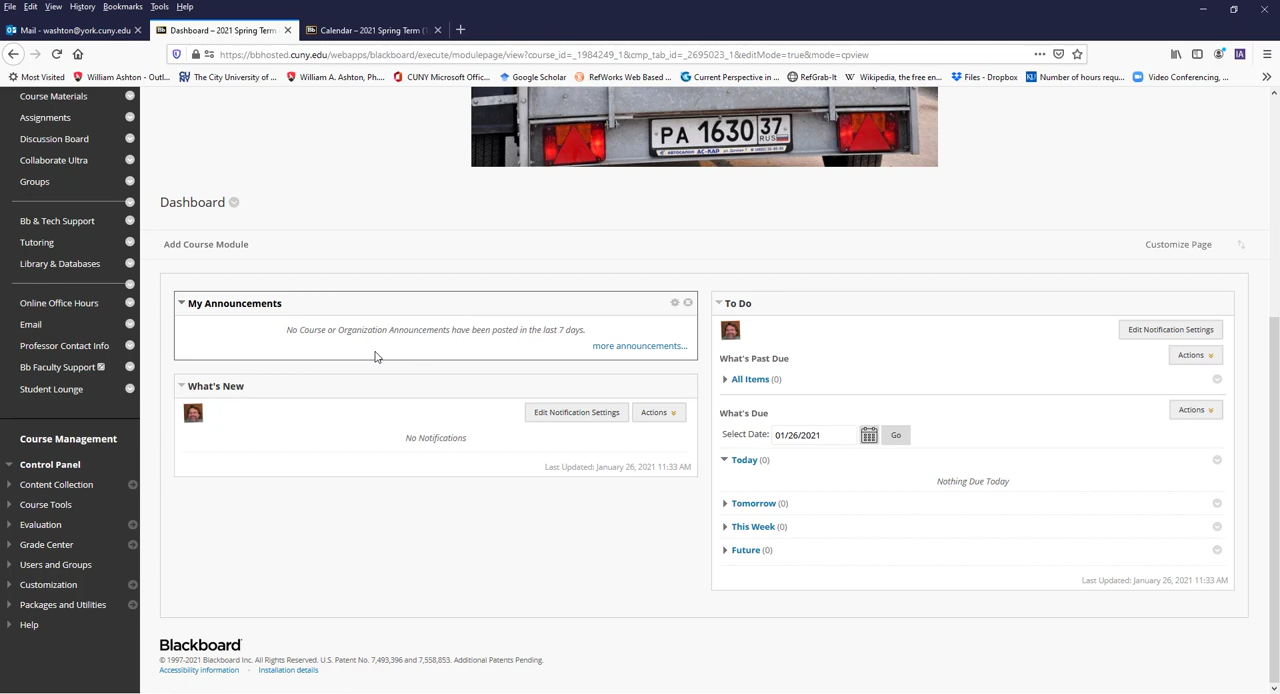 File Edit View History Bookmarks Tools Help
Mail - washton@york.cuny.edu
Dashboard – 2021 Spring Term
Calendar – 2021 Spring Term (
https://bbhosted.cuny.edu/webapps/blackboard/execute/modulepage/view?course_id=_1984249_1&cmp_tab_id=_2695023_1&editMode=true&mode=cpview
Most Visited
William Ashton - Outl...
The City University of ...
William A. Ashton, Ph....
CUNY Microsoft Offic...
Google Scholar
RefWorks Web Based ...
Current Perspective in ...
RefGrab-It
Wikipedia, the free en...
Files - Dropbox
Number of hours requ...
Video Conferencing, ...
Course Materials
Assignments
Discussion Board
Collaborate Ultra
Groups
Bb & Tech Support
Tutoring
Library & Databases
Online Office Hours
Email
Professor Contact Info
Bb Faculty Support
Student Lounge
Course Management
Control Panel
Content Collection
Course Tools
Evaluation
Grade Center
Users and Groups
Customization
Packages and Utilities
Help
РА 1630 37
RUS
АС-КАР
Dashboard
Add Course Module
Customize Page
My Announcements
No Course or Organization Announcements have been posted in the last 7 days.
more announcements...
What's New
Edit Notification Settings
Actions
No Notifications
Last Updated: January 26, 2021 11:33 AM
To Do
Edit Notification Settings
What's Past Due
Actions
All Items (0)
What's Due
Actions
Select Date: 01/26/2021 Go
Today (0)
Nothing Due Today
Tomorrow (0)
This Week (0)
Future (0)
Last Updated: January 26, 2021 11:33 AM
Blackboard
© 1997-2021 Blackboard Inc. All Rights Reserved. U.S. Patent No. 7,493,396 and 7,558,853. Additional Patents Pending.
Accessibility information · Installation details